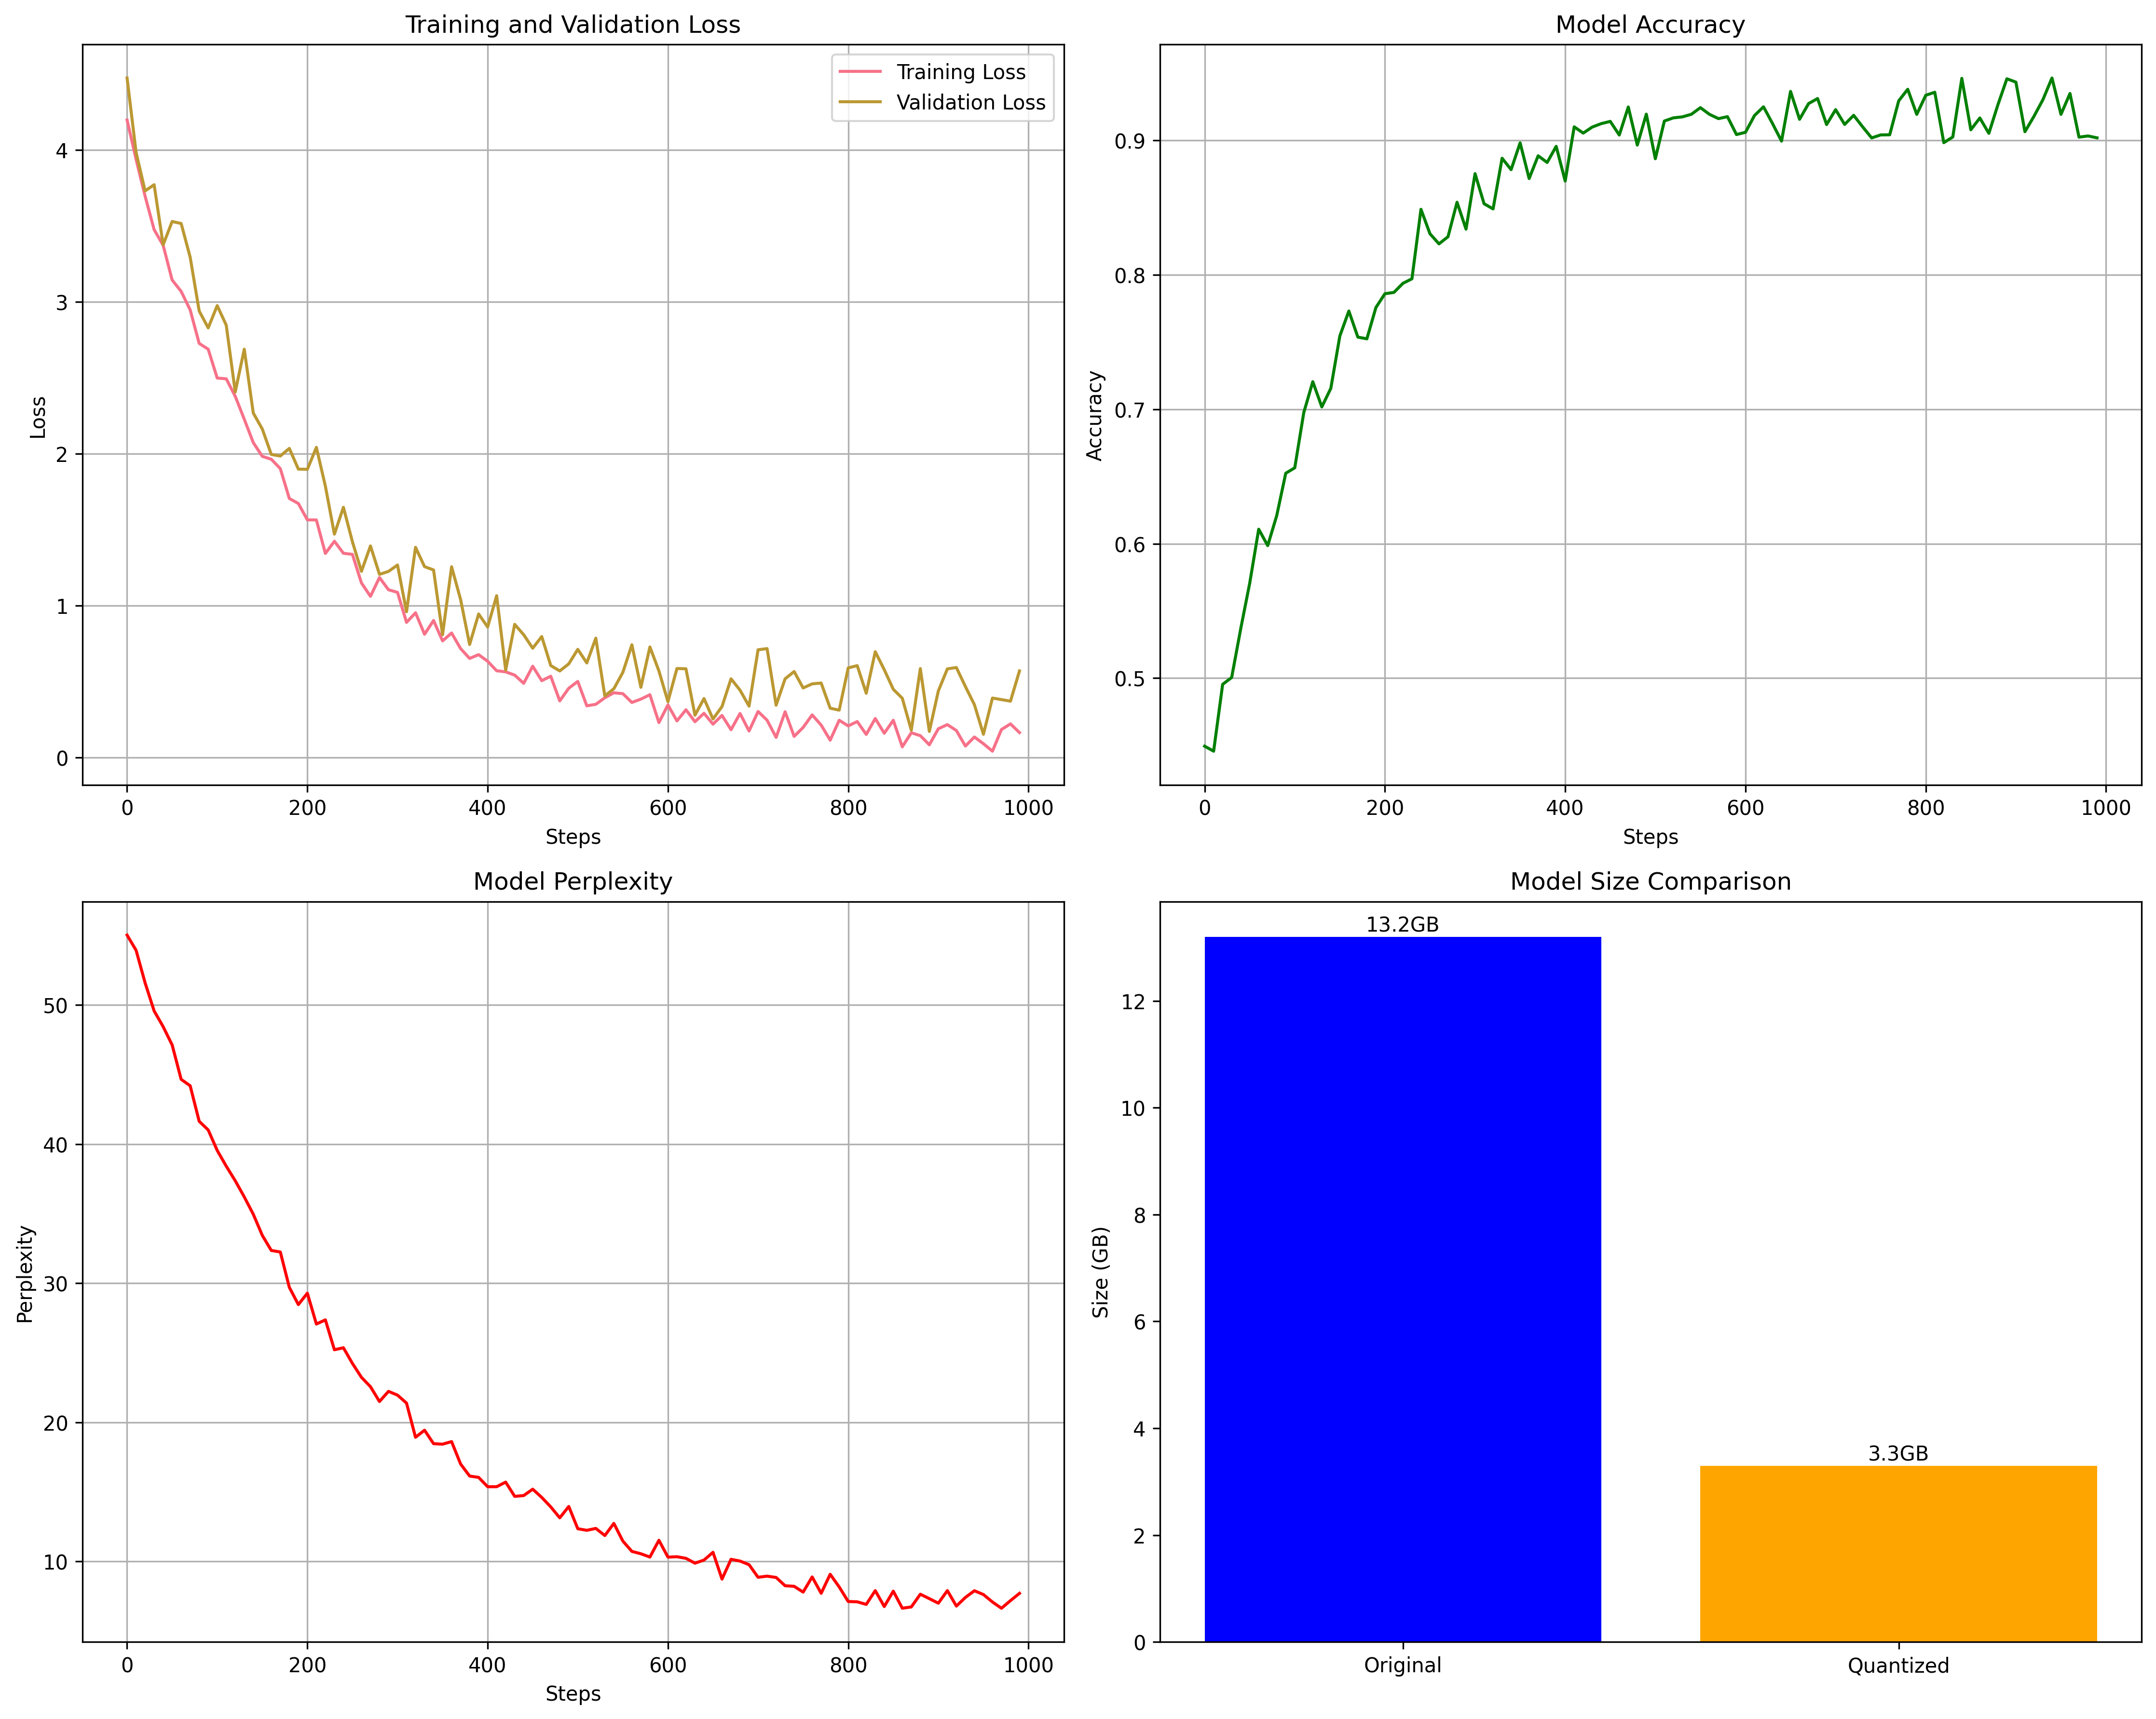 Training and Validation Loss
Training Loss
Validation Loss
Loss
4
3
2
1
0
0 200 400 600 800 1000
Steps
Model Accuracy
Accuracy
0.9
0.8
0.7
0.6
0.5
0 200 400 600 800 1000
Steps
Model Perplexity
Perplexity
50
40
30
20
10
0 200 400 600 800 1000
Steps
Model Size Comparison
Size (GB)
13.2GB
12
10
8
6
4
3.3GB
2
0
Original Quantized